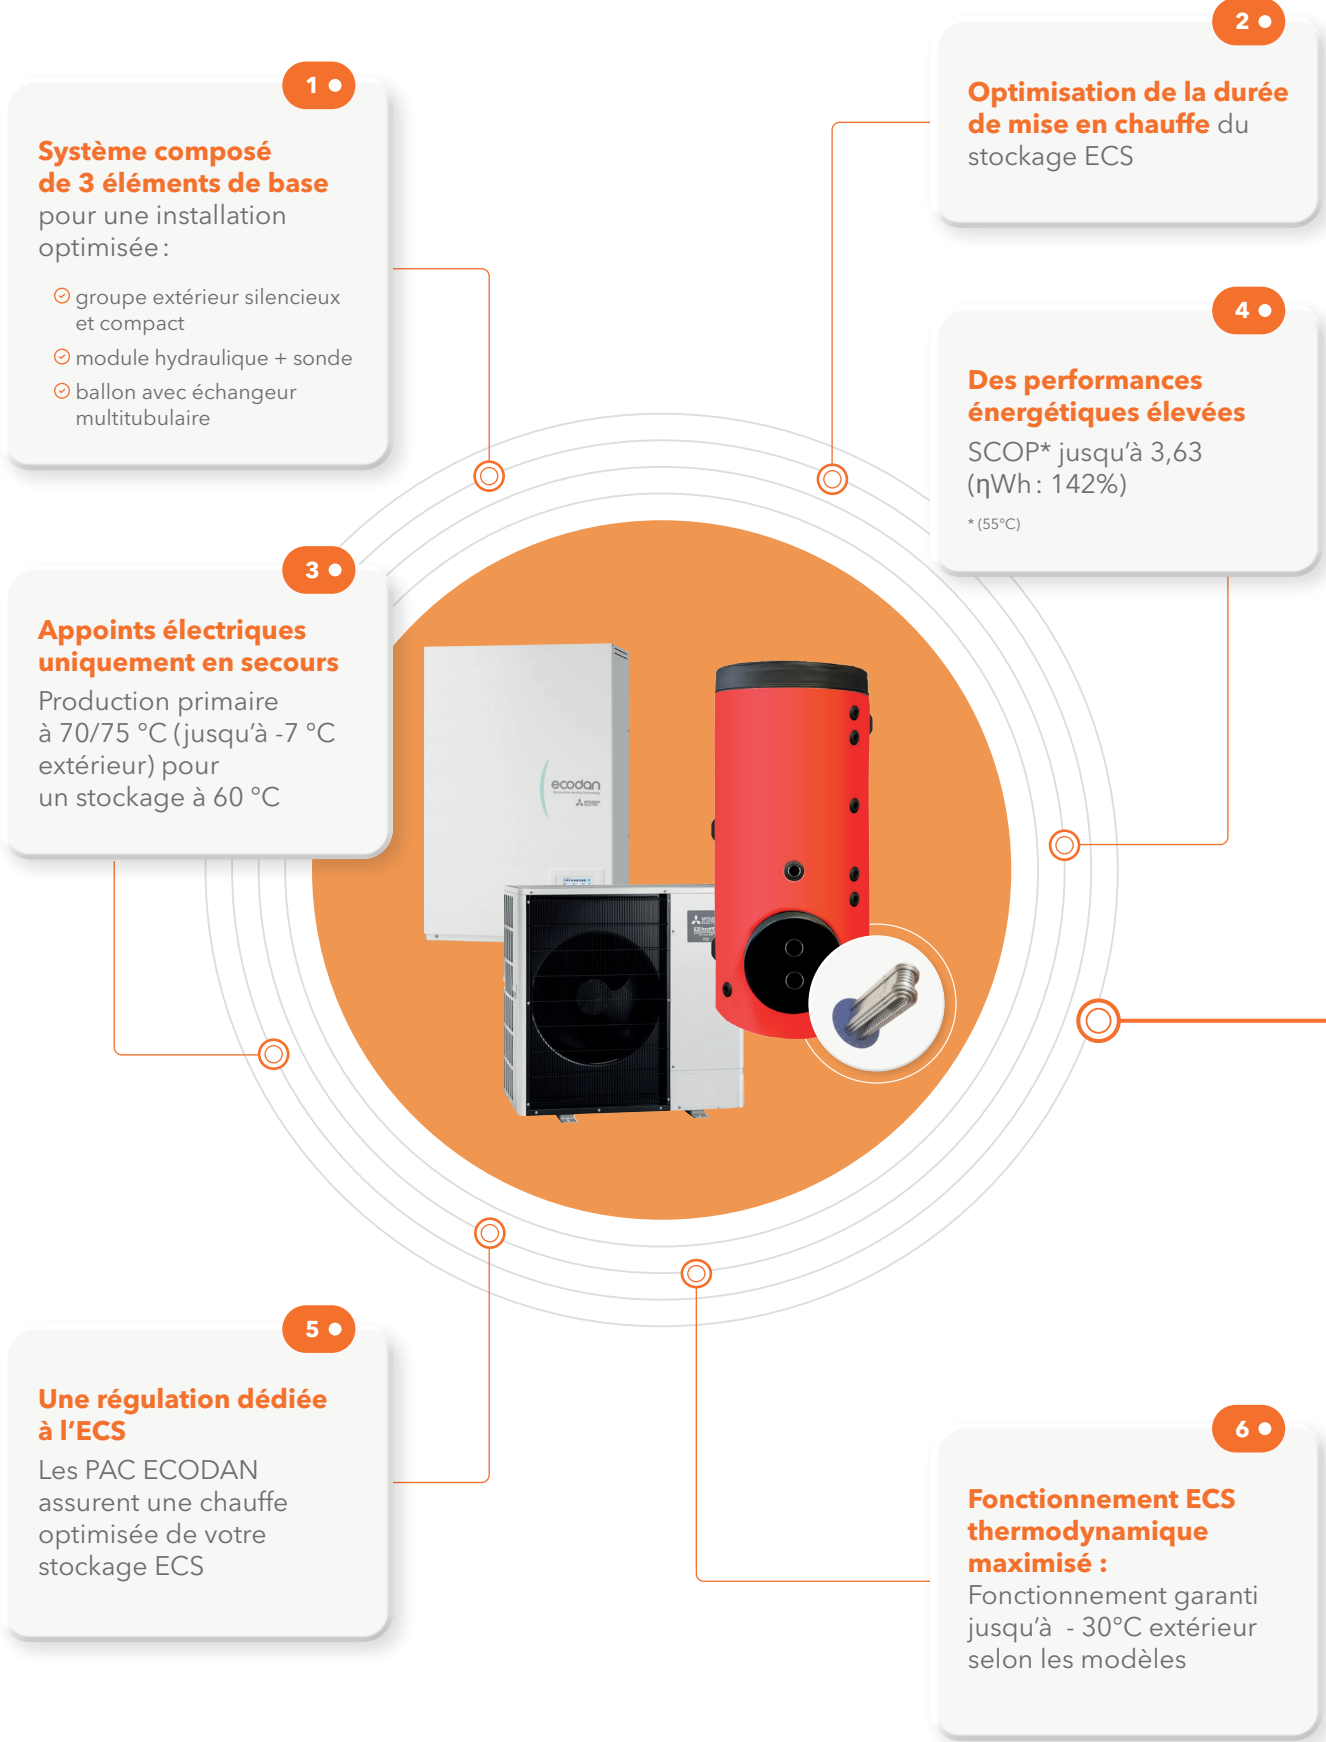 1
Système composé
de 3 éléments de base
pour une installation
optimisée :
groupe extérieur silencieux
et compact
module hydraulique + sonde
ballon avec échangeur
multitubulaire
2
Optimisation de la durée
de mise en chauffe du
stockage ECS
3
Appoints électriques
uniquement en secours
Production primaire
à 70/75 °C (jusqu'à -7 °C
extérieur) pour
un stockage à 60 °C
4
Des performances
énergétiques élevées
SCOP* jusqu'à 3,63
(ηWh : 142%)
* (55°C)
ecodan
MITSUBISHI
ELECTRIC
5
Une régulation dédiée
à l'ECS
Les PAC ECODAN
assurent une chauffe
optimisée de votre
stockage ECS
6
Fonctionnement ECS
thermodynamique
maximisé :
Fonctionnement garanti
jusqu'à - 30°C extérieur
selon les modèles